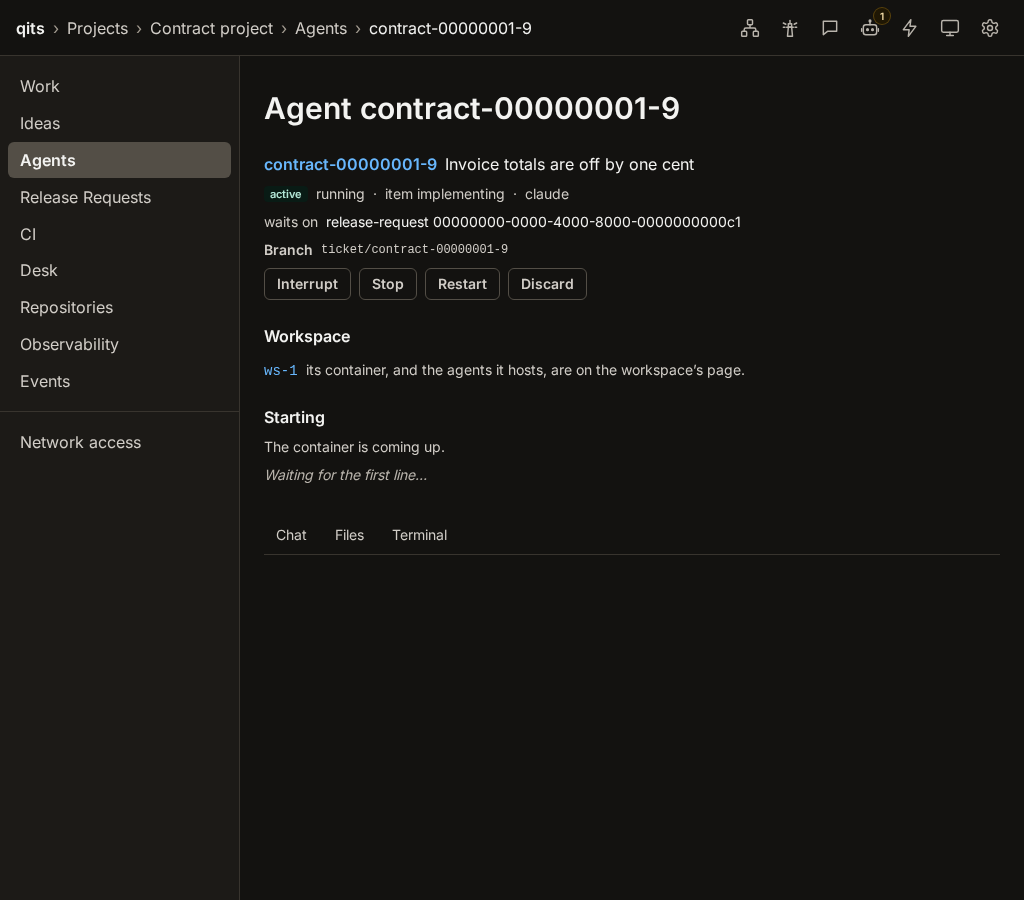 qits › Projects › Contract project › Agents › contract-00000001-9
1
Work
Ideas
Agents
Release Requests
CI
Desk
Repositories
Observability
Events
Network access
Agent contract-00000001-9
contract-00000001-9 Invoice totals are off by one cent
active running · item implementing · claude
waits on release-request 00000000-0000-4000-8000-0000000000c1
Branch ticket/contract-00000001-9
Interrupt Stop Restart Discard
Workspace
ws-1 its container, and the agents it hosts, are on the workspace’s page.
Starting
The container is coming up.
Waiting for the first line…
Chat Files Terminal